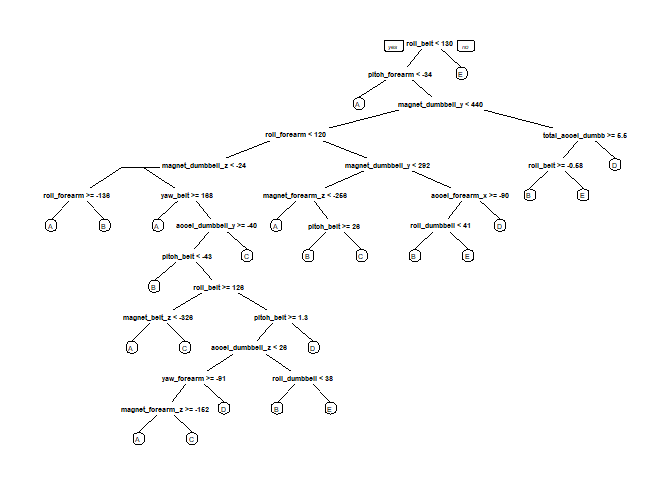 yes roll_belt < 130 no
pitch_forearm < -34 E
A magnet_dumbbell_y < 440
roll_forearm < 120 total_accel_dumbb >= 5.5
magnet_dumbbell_z < -24 magnet_dumbbell_y < 292 roll_belt >= -0.58 D
roll_forearm >= -136 yaw_belt >= 168 magnet_forearm_z < -256 accel_forearm_x >= -90 B E
A B A accel_dumbbell_y >= -40 A pitch_belt >= 26 roll_dumbbell < 41 D
pitch_belt < -43 C B C B E
B roll_belt >= 126
magnet_belt_z < -326 pitch_belt >= 1.3
A C accel_dumbbell_z < 26 D
yaw_forearm >= -91 roll_dumbbell < 38
magnet_forearm_z >= -152 D B E
A C